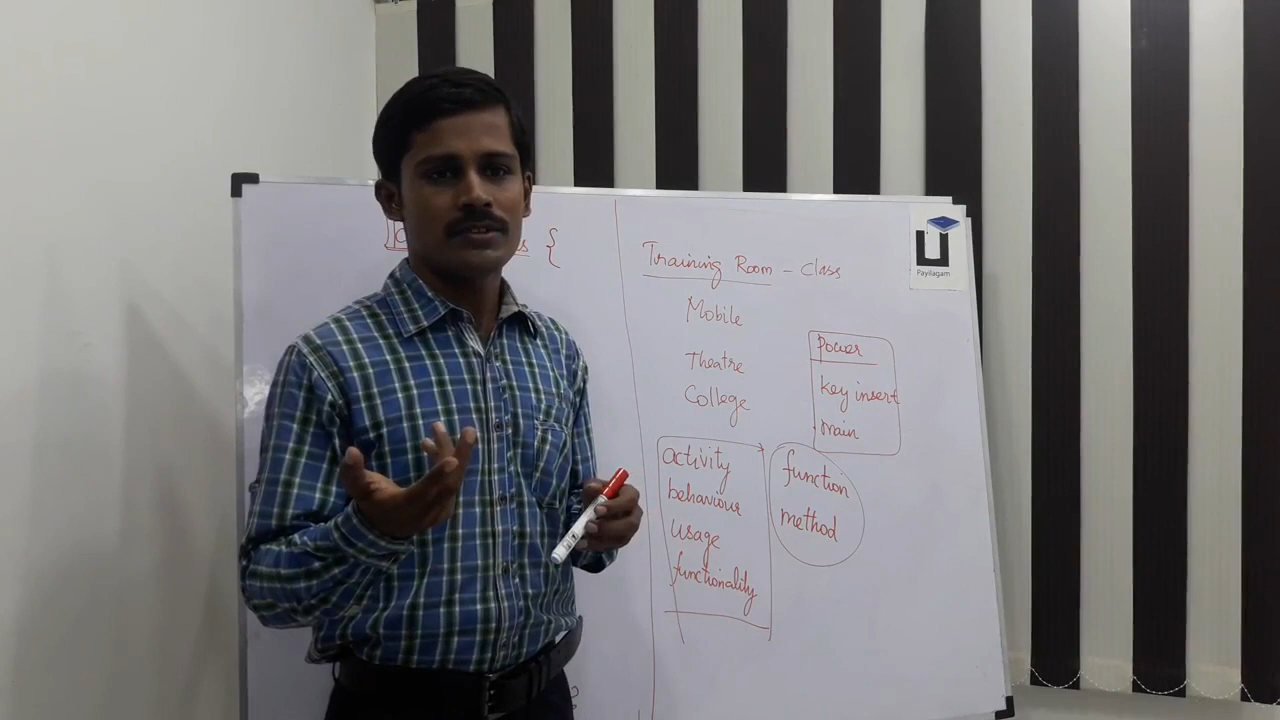 {
Training Room - Class
Mobile
Theatre
College
Power
key insert
main
activity
behaviour
usage
functionality
function
method
Payilagam